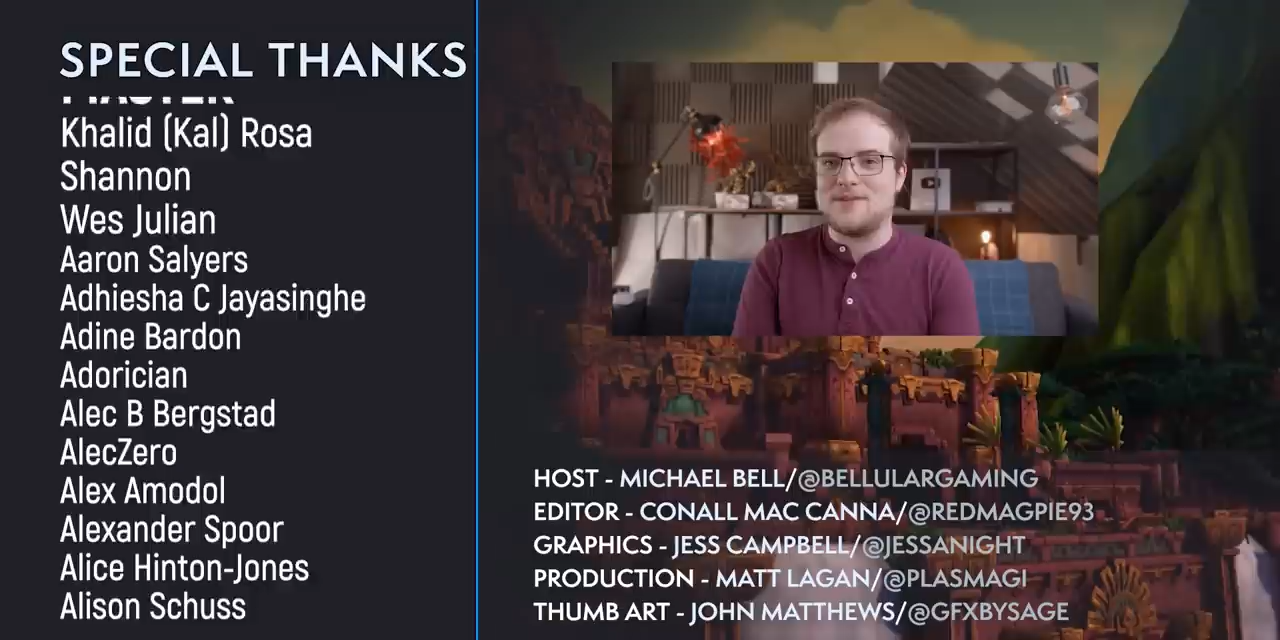 SPECIAL THANKS
Khalid (Kal) Rosa
Shannon
Wes Julian
Aaron Salyers
Adhiesha C Jayasinghe
Adine Bardon
Adorician
Alec B Bergstad
AlecZero
Alex Amodol
Alexander Spoor
Alice Hinton-Jones
Alison Schuss
HOST - MICHAEL BELL/@BELLULARGAMING
EDITOR - CONALL MAC CANNA/@REDMAGPIE93
GRAPHICS - JESS CAMPBELL/@JESSANIGHT
PRODUCTION - MATT LAGAN/@PLASMAGI
THUMB ART - JOHN MATTHEWS/@GFXBYSAGE